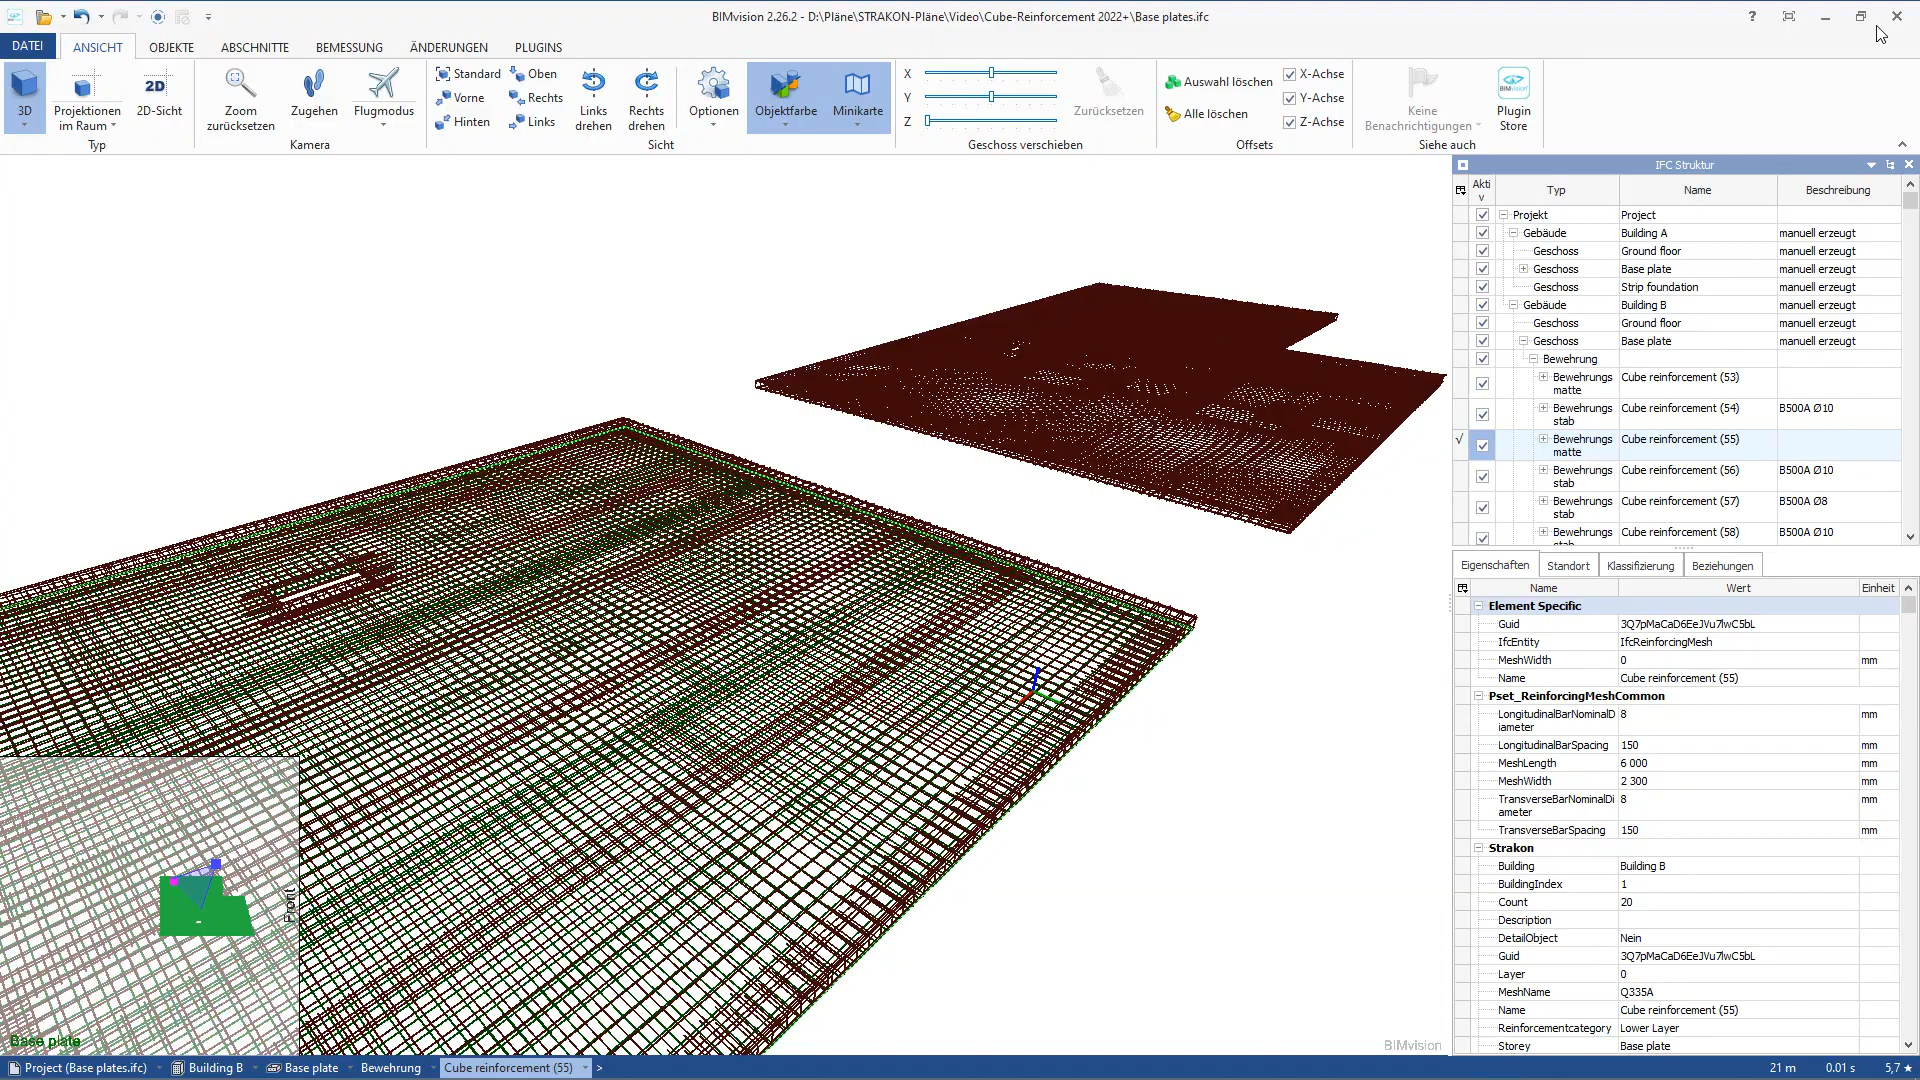 BIMvision 2.26.2 - D:\Pläne\STRAKON-Pläne\Video\Cube-Reinforcement 2022+\Base plates.ifc
DATEI ANSICHT OBJEKTE ABSCHNITTE BEMESSUNG ÄNDERUNGEN PLUGINS
3D
Projektionen im Raum
2D
2D-Sicht
Typ
Zoom zurücksetzen
Zugehen
Flugmodus
Kamera
Standard
Vorne
Hinten
Oben
Rechts
Links
Links drehen
Rechts drehen
Optionen
Objektfarbe
Minikarte
Sicht
X
Y
Z
Zurücksetzen
Geschoss verschieben
Auswahl löschen
Alle löschen
X-Achse
Y-Achse
Z-Achse
Offsets
Keine Benachrichtigungen
BIMvision
Plugin Store
Siehe auch
IFC Struktur
Aktiv Typ Name Beschreibung
Projekt Project
Gebäude Building A manuell erzeugt
Geschoss Ground floor manuell erzeugt
Geschoss Base plate manuell erzeugt
Geschoss Strip foundation manuell erzeugt
Gebäude Building B manuell erzeugt
Geschoss Ground floor manuell erzeugt
Geschoss Base plate manuell erzeugt
Bewehrung
Bewehrungsmatte Cube reinforcement (53)
Bewehrungsstab Cube reinforcement (54) B500A Ø10
Bewehrungsmatte Cube reinforcement (55)
Bewehrungsstab Cube reinforcement (56) B500A Ø10
Bewehrungsstab Cube reinforcement (57) B500A Ø8
Bewehrungsstab Cube reinforcement (58) B500A Ø10
Eigenschaften Standort Klassifizierung Beziehungen
Name Wert Einheit
Element Specific
Guid 3Q7pMaCaD6EeJVu7lwC5bL
IfcEntity IfcReinforcingMesh
MeshWidth 0 mm
Name Cube reinforcement (55)
Pset_ReinforcingMeshCommon
LongitudinalBarNominalDiameter 8 mm
LongitudinalBarSpacing 150 mm
MeshLength 6 000 mm
MeshWidth 2 300 mm
TransverseBarNominalDiameter 8 mm
TransverseBarSpacing 150 mm
Strakon
Building Building B
BuildingIndex 1
Count 20
Description
DetailObject Nein
Guid 3Q7pMaCaD6EeJVu7lwC5bL
Layer 0
MeshName Q335A
Name Cube reinforcement (55)
Reinforcementcategory Lower Layer
Storey Base plate
Front
Base plate
BIMvision
Project (Base plates.ifc) Building B Base plate Bewehrung Cube reinforcement (55) >
21 m 0.01 s 5,7